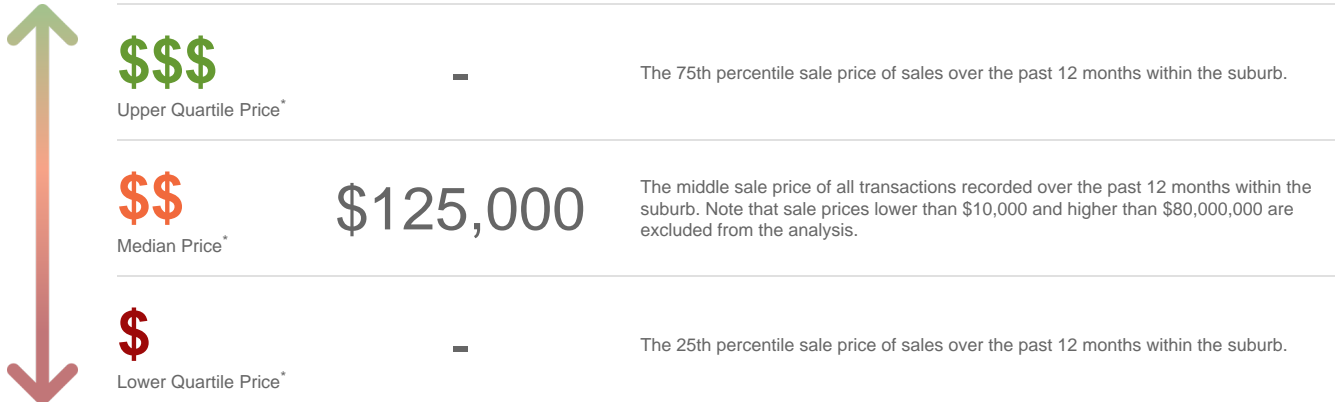 $$$
Upper Quartile Price*
-
The 75th percentile sale price of sales over the past 12 months within the suburb.
$$
Median Price*
$125,000
The middle sale price of all transactions recorded over the past 12 months within the
suburb. Note that sale prices lower than $10,000 and higher than $80,000,000 are
excluded from the analysis.
$
Lower Quartile Price*
-
The 25th percentile sale price of sales over the past 12 months within the suburb.